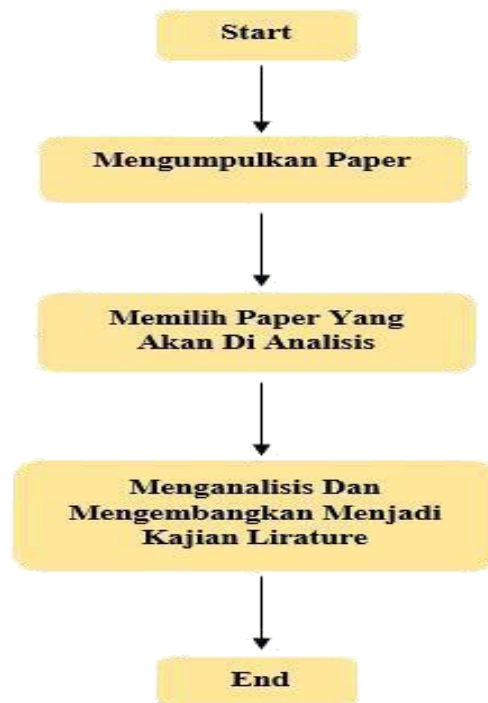 Start
Mengumpulkan Paper
Memilih Paper Yang
Akan Di Analisis
Menganalisis Dan
Mengembangkan Menjadi
Kajian Lirature
End